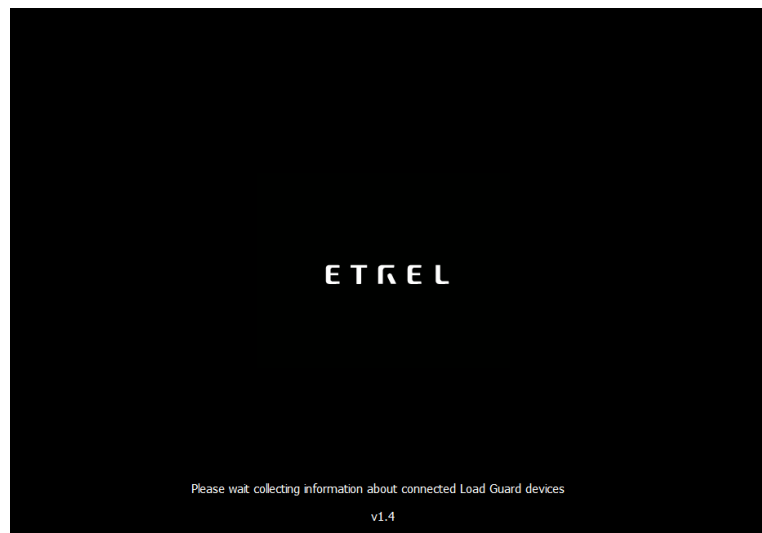 ETREL
Please wait collecting information about connected Load Guard devices
v1.4